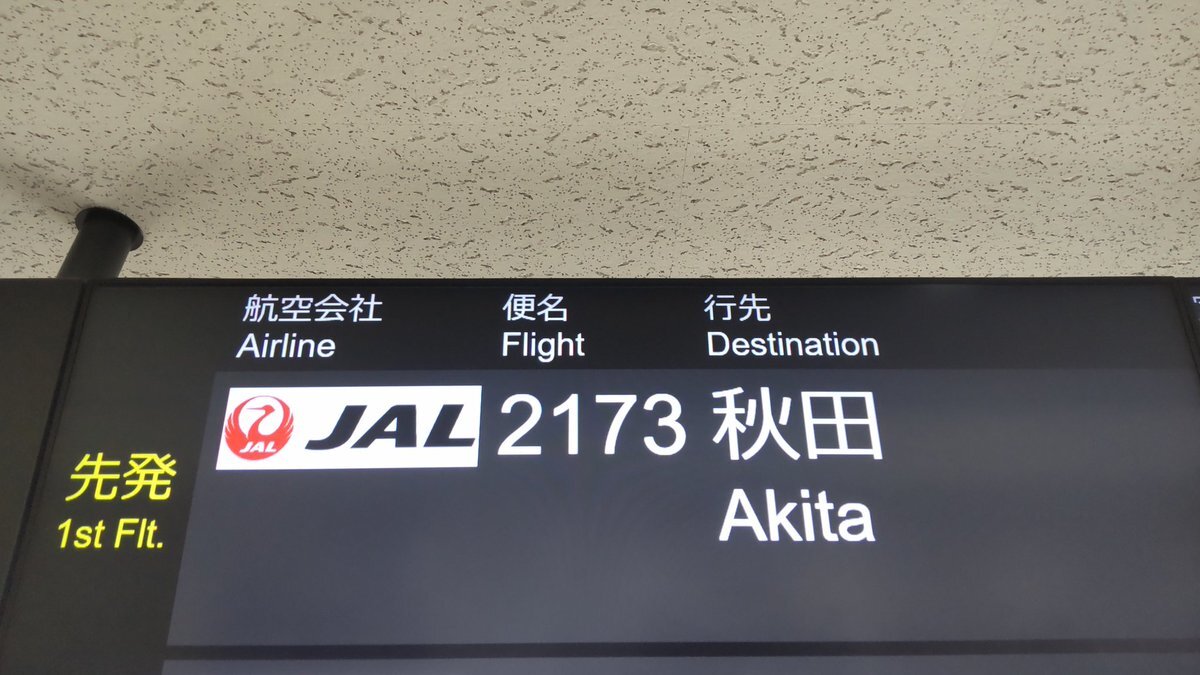 航空会社 便名 行先
Airline Flight Destination
JAL JAL 2173 秋田
Akita
先発
1st Flt.